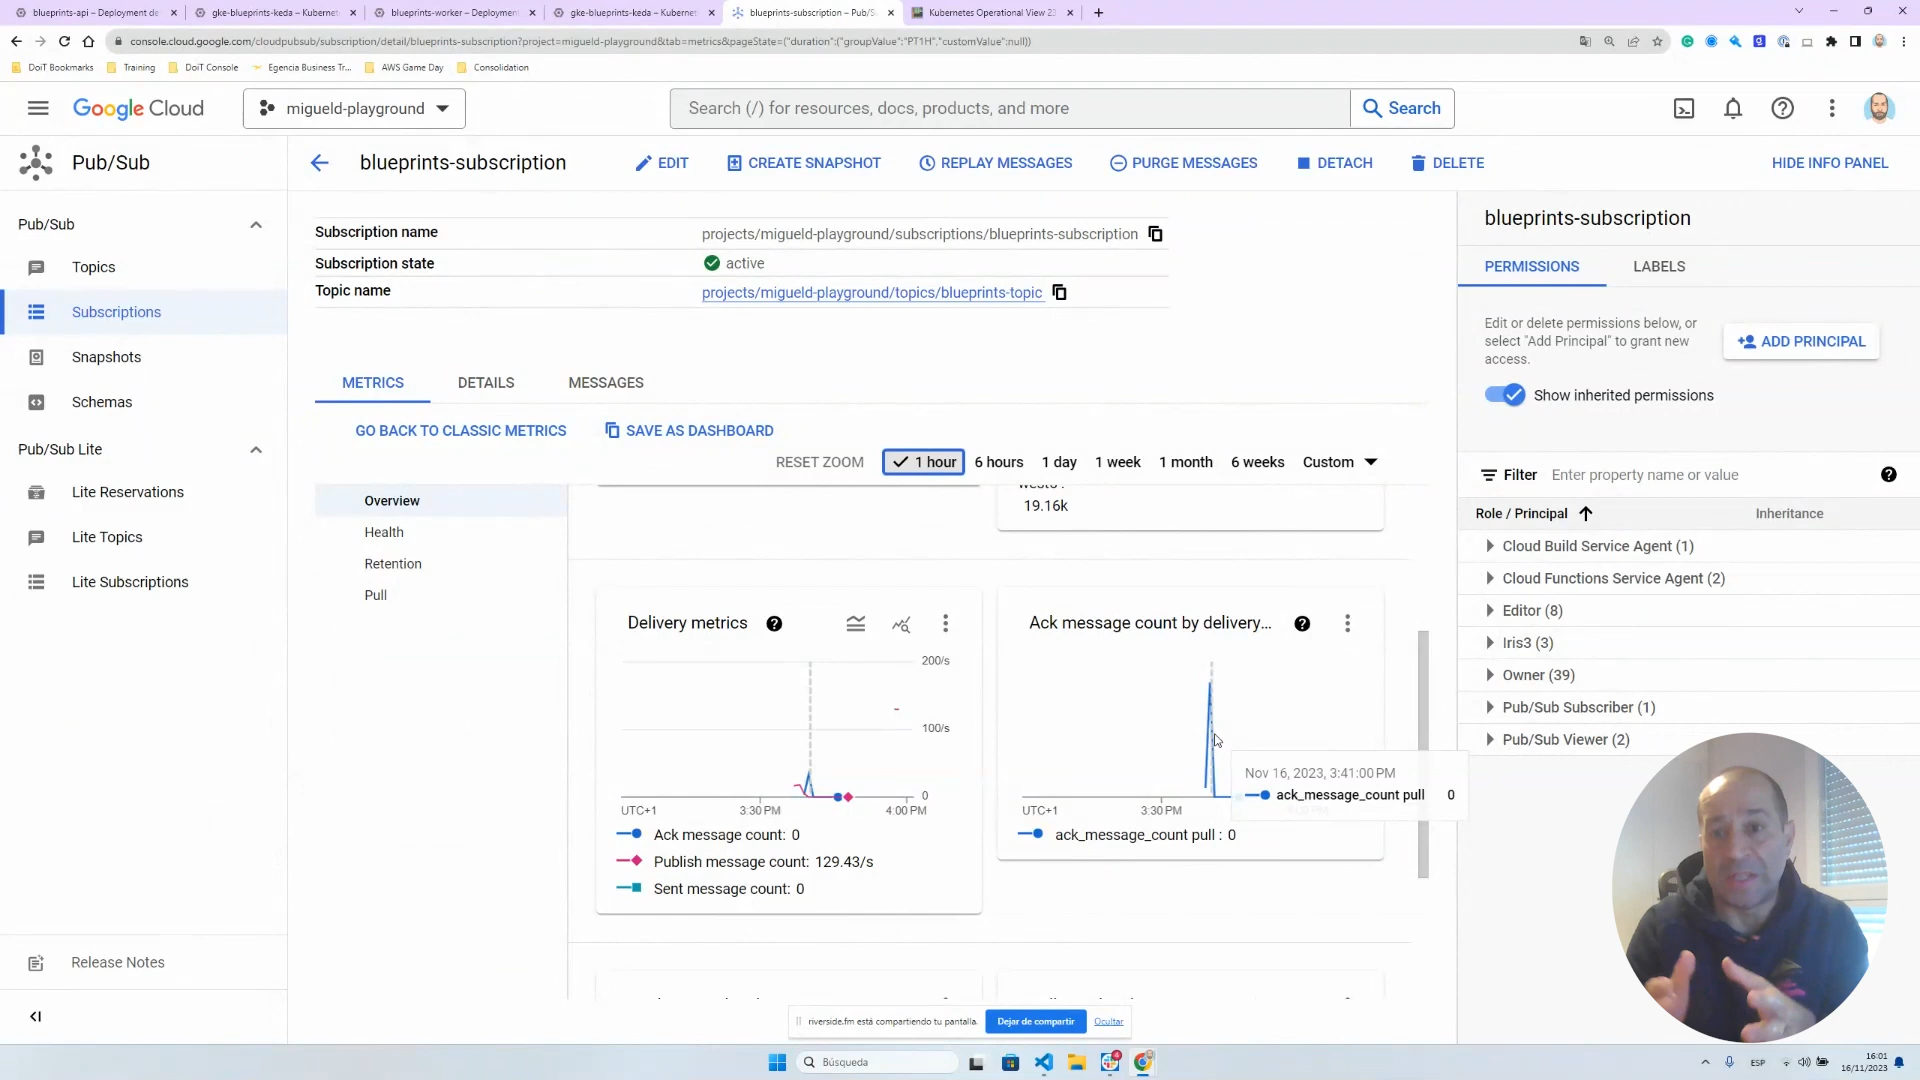 blueprints-api – Deployment de
gke-blueprints-keda – Kubernet
blueprints-worker – Deployment
gke-blueprints-keda – Kubernet
blueprints-subscription – Pub/S
Kubernetes Operational View 23
console.cloud.google.com/cloudpubsub/subscription/detail/blueprints-subscription?project=migueld-playground&tab=metrics&pageState=("duration":("groupValue":"PT1H","customValue":null))
DoiT Bookmarks
Training
DoiT Console
Egencia Business Tr...
AWS Game Day
Consolidation
Google Cloud
migueld-playground
Search (/) for resources, docs, products, and more
Search
Pub/Sub
blueprints-subscription
EDIT
CREATE SNAPSHOT
REPLAY MESSAGES
PURGE MESSAGES
DETACH
DELETE
HIDE INFO PANEL
Pub/Sub
Topics
Subscriptions
Snapshots
Schemas
Pub/Sub Lite
Lite Reservations
Lite Topics
Lite Subscriptions
Release Notes
Subscription name
projects/migueld-playground/subscriptions/blueprints-subscription
Subscription state
active
Topic name
projects/migueld-playground/topics/blueprints-topic
METRICS
DETAILS
MESSAGES
GO BACK TO CLASSIC METRICS
SAVE AS DASHBOARD
RESET ZOOM
1 hour
6 hours
1 day
1 week
1 month
6 weeks
Custom
Overview
Health
Retention
Pull
19.16k
Delivery metrics
200/s
100/s
0
UTC+1
3:30 PM
4:00 PM
Ack message count: 0
Publish message count: 129.43/s
Sent message count: 0
Ack message count by delivery...
UTC+1
3:30 PM
Nov 16, 2023, 3:41:00 PM
ack_message_count pull 0
ack_message_count pull : 0
blueprints-subscription
PERMISSIONS
LABELS
Edit or delete permissions below, or
select "Add Principal" to grant new
access.
ADD PRINCIPAL
Show inherited permissions
Filter
Enter property name or value
Role / Principal
Inheritance
Cloud Build Service Agent (1)
Cloud Functions Service Agent (2)
Editor (8)
Iris3 (3)
Owner (39)
Pub/Sub Subscriber (1)
Pub/Sub Viewer (2)
riverside.fm está compartiendo tu pantalla.
Dejar de compartir
Ocultar
Búsqueda
ESP
16:01
16/11/2023